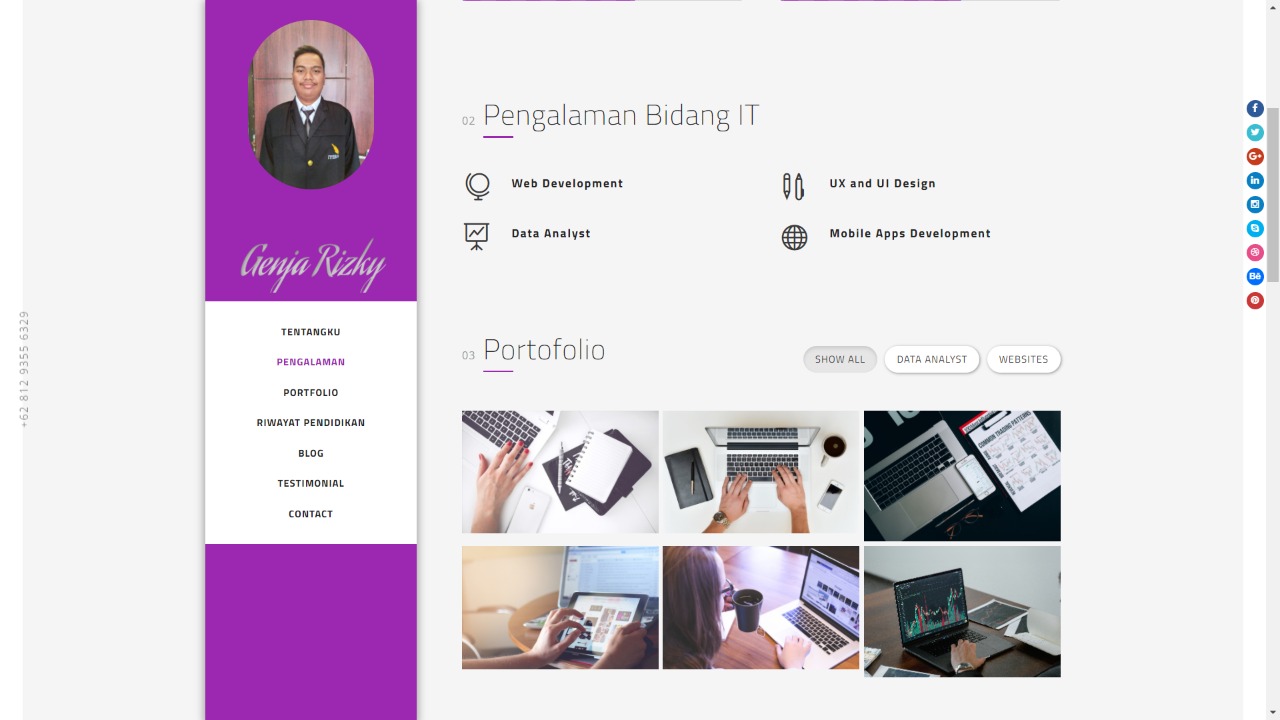 Genja Rizky
TENTANGKU
PENGALAMAN
PORTFOLIO
RIWAYAT PENDIDIKAN
BLOG
TESTIMONIAL
CONTACT
+62 812 9355 6329
02 Pengalaman Bidang IT
Web Development
UX and UI Design
Data Analyst
Mobile Apps Development
03 Portofolio
SHOW ALL
DATA ANALYST
WEBSITES
COMMON TRADING PATTERNS